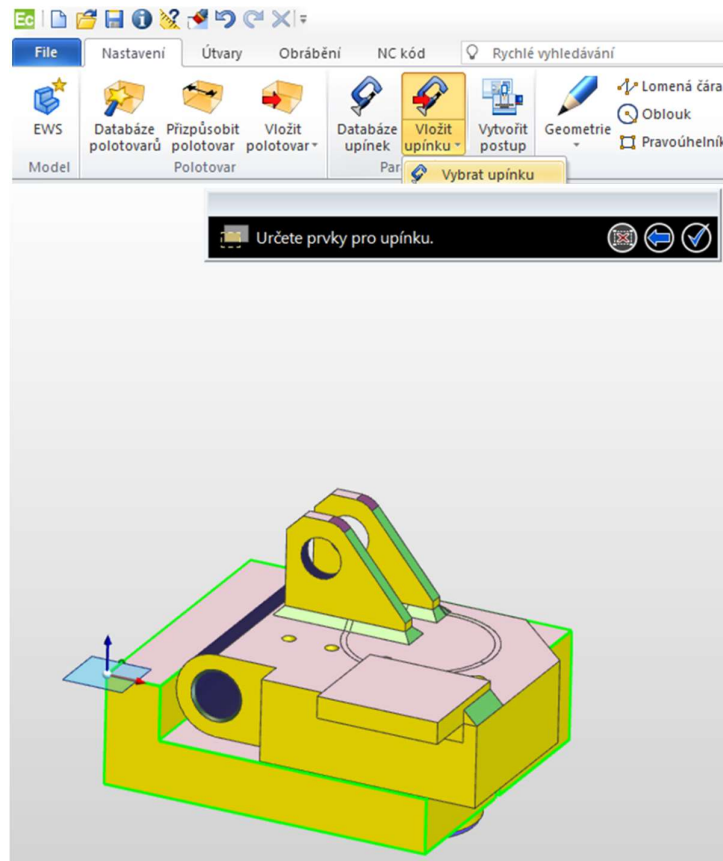 Ec
File Nastavení Útvary Obrábění NC kód Rychlé vyhledávání
EWS
Databáze polotovarů
Přizpůsobit polotovar
Vložit polotovar
Databáze upínek
Vložit upínku
Vytvořit postup
Geometrie
Lomená čára
Oblouk
Pravoúhelník
Model Polotovar Par
Vybrat upínku
Určete prvky pro upínku.